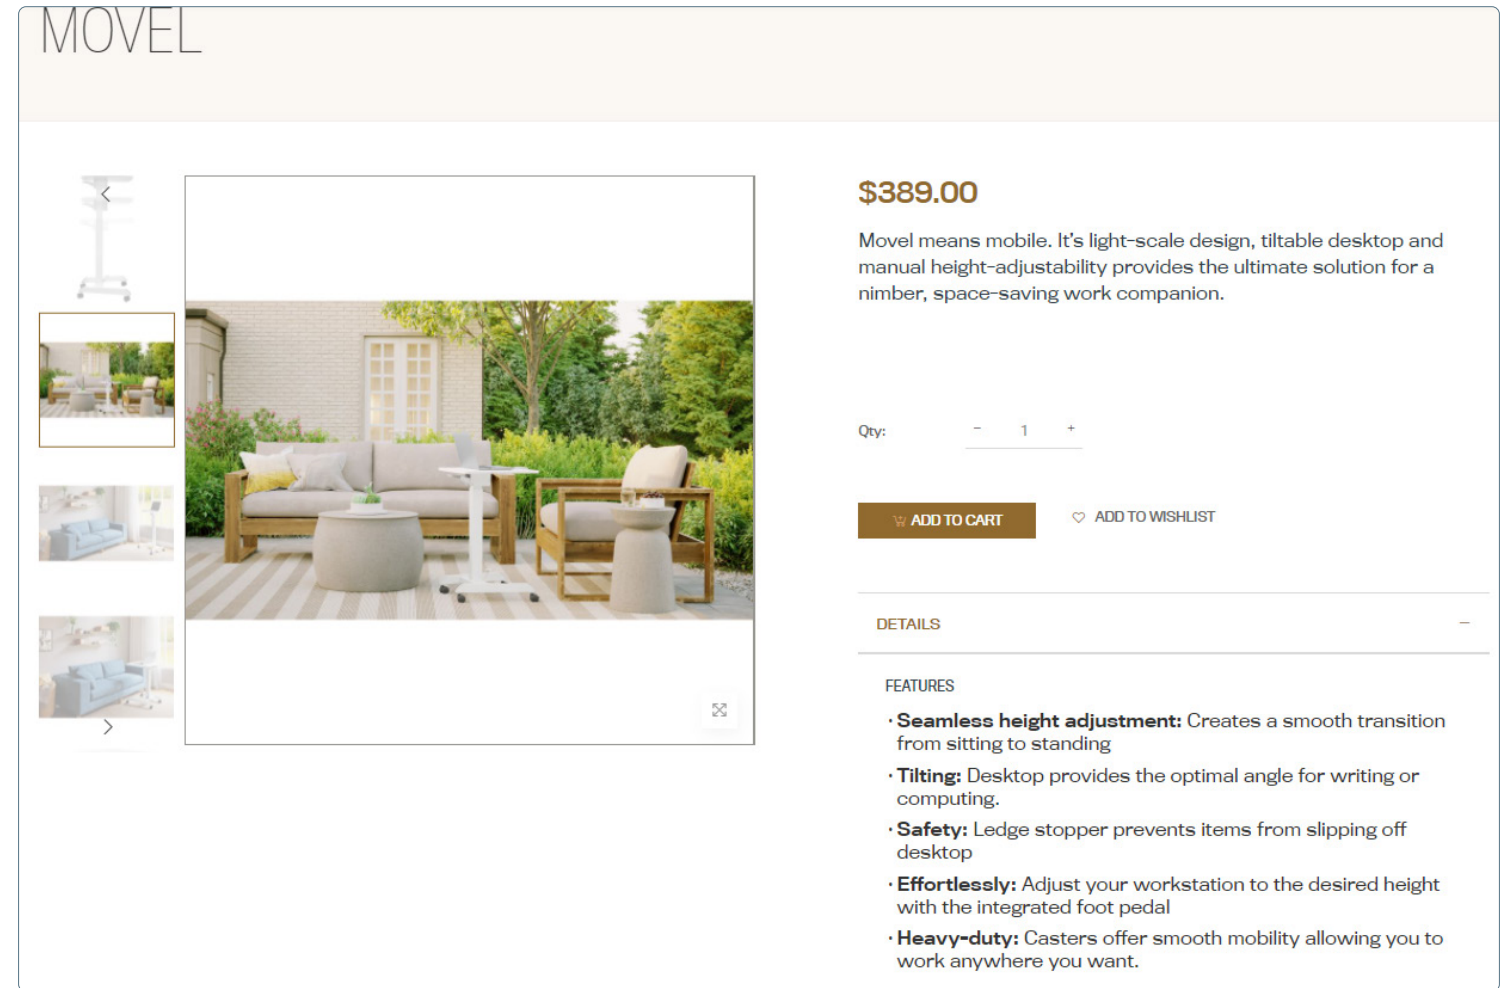 MOVEL
$389.00
Movel means mobile. It's light-scale design, tiltable desktop and
manual height-adjustability provides the ultimate solution for a
nimber, space-saving work companion.
Qty: − 1 +
ADD TO CART
ADD TO WISHLIST
DETAILS −
FEATURES
· Seamless height adjustment: Creates a smooth transition
from sitting to standing
· Tilting: Desktop provides the optimal angle for writing or
computing.
· Safety: Ledge stopper prevents items from slipping off
desktop
· Effortlessly: Adjust your workstation to the desired height
with the integrated foot pedal
· Heavy-duty: Casters offer smooth mobility allowing you to
work anywhere you want.